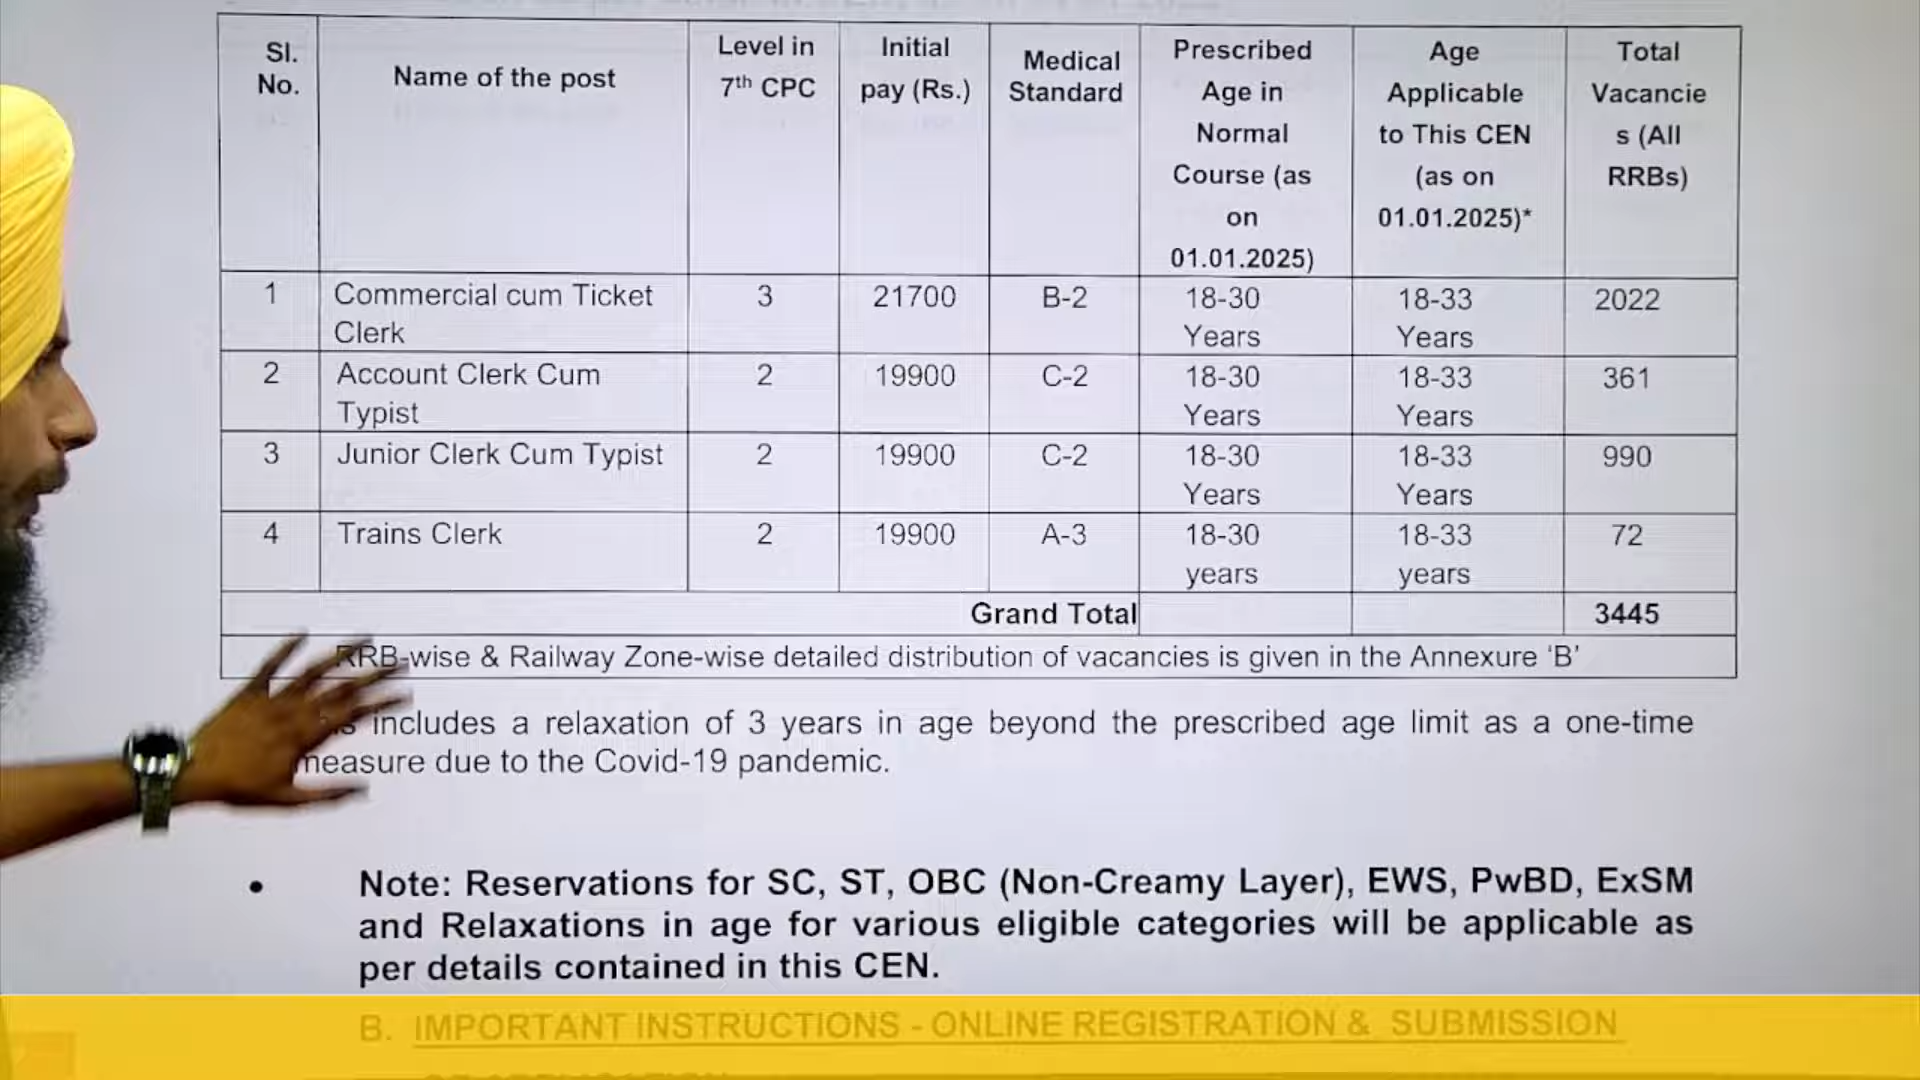 Sl. No.
Name of the post
Level in 7th CPC
Initial pay (Rs.)
Medical Standard
Prescribed Age in Normal Course (as on 01.01.2025)
Age Applicable to This CEN (as on 01.01.2025)*
Total Vacancie s (All RRBs)
1 Commercial cum Ticket Clerk 3 21700 B-2 18-30 Years 18-33 Years 2022
2 Account Clerk Cum Typist 2 19900 C-2 18-30 Years 18-33 Years 361
3 Junior Clerk Cum Typist 2 19900 C-2 18-30 Years 18-33 Years 990
4 Trains Clerk 2 19900 A-3 18-30 years 18-33 years 72
Grand Total 3445
RRB-wise & Railway Zone-wise detailed distribution of vacancies is given in the Annexure ‘B’
includes a relaxation of 3 years in age beyond the prescribed age limit as a one-time
measure due to the Covid-19 pandemic.
• Note: Reservations for SC, ST, OBC (Non-Creamy Layer), EWS, PwBD, ExSM
and Relaxations in age for various eligible categories will be applicable as
per details contained in this CEN.
B. IMPORTANT INSTRUCTIONS - ONLINE REGISTRATION & SUBMISSION